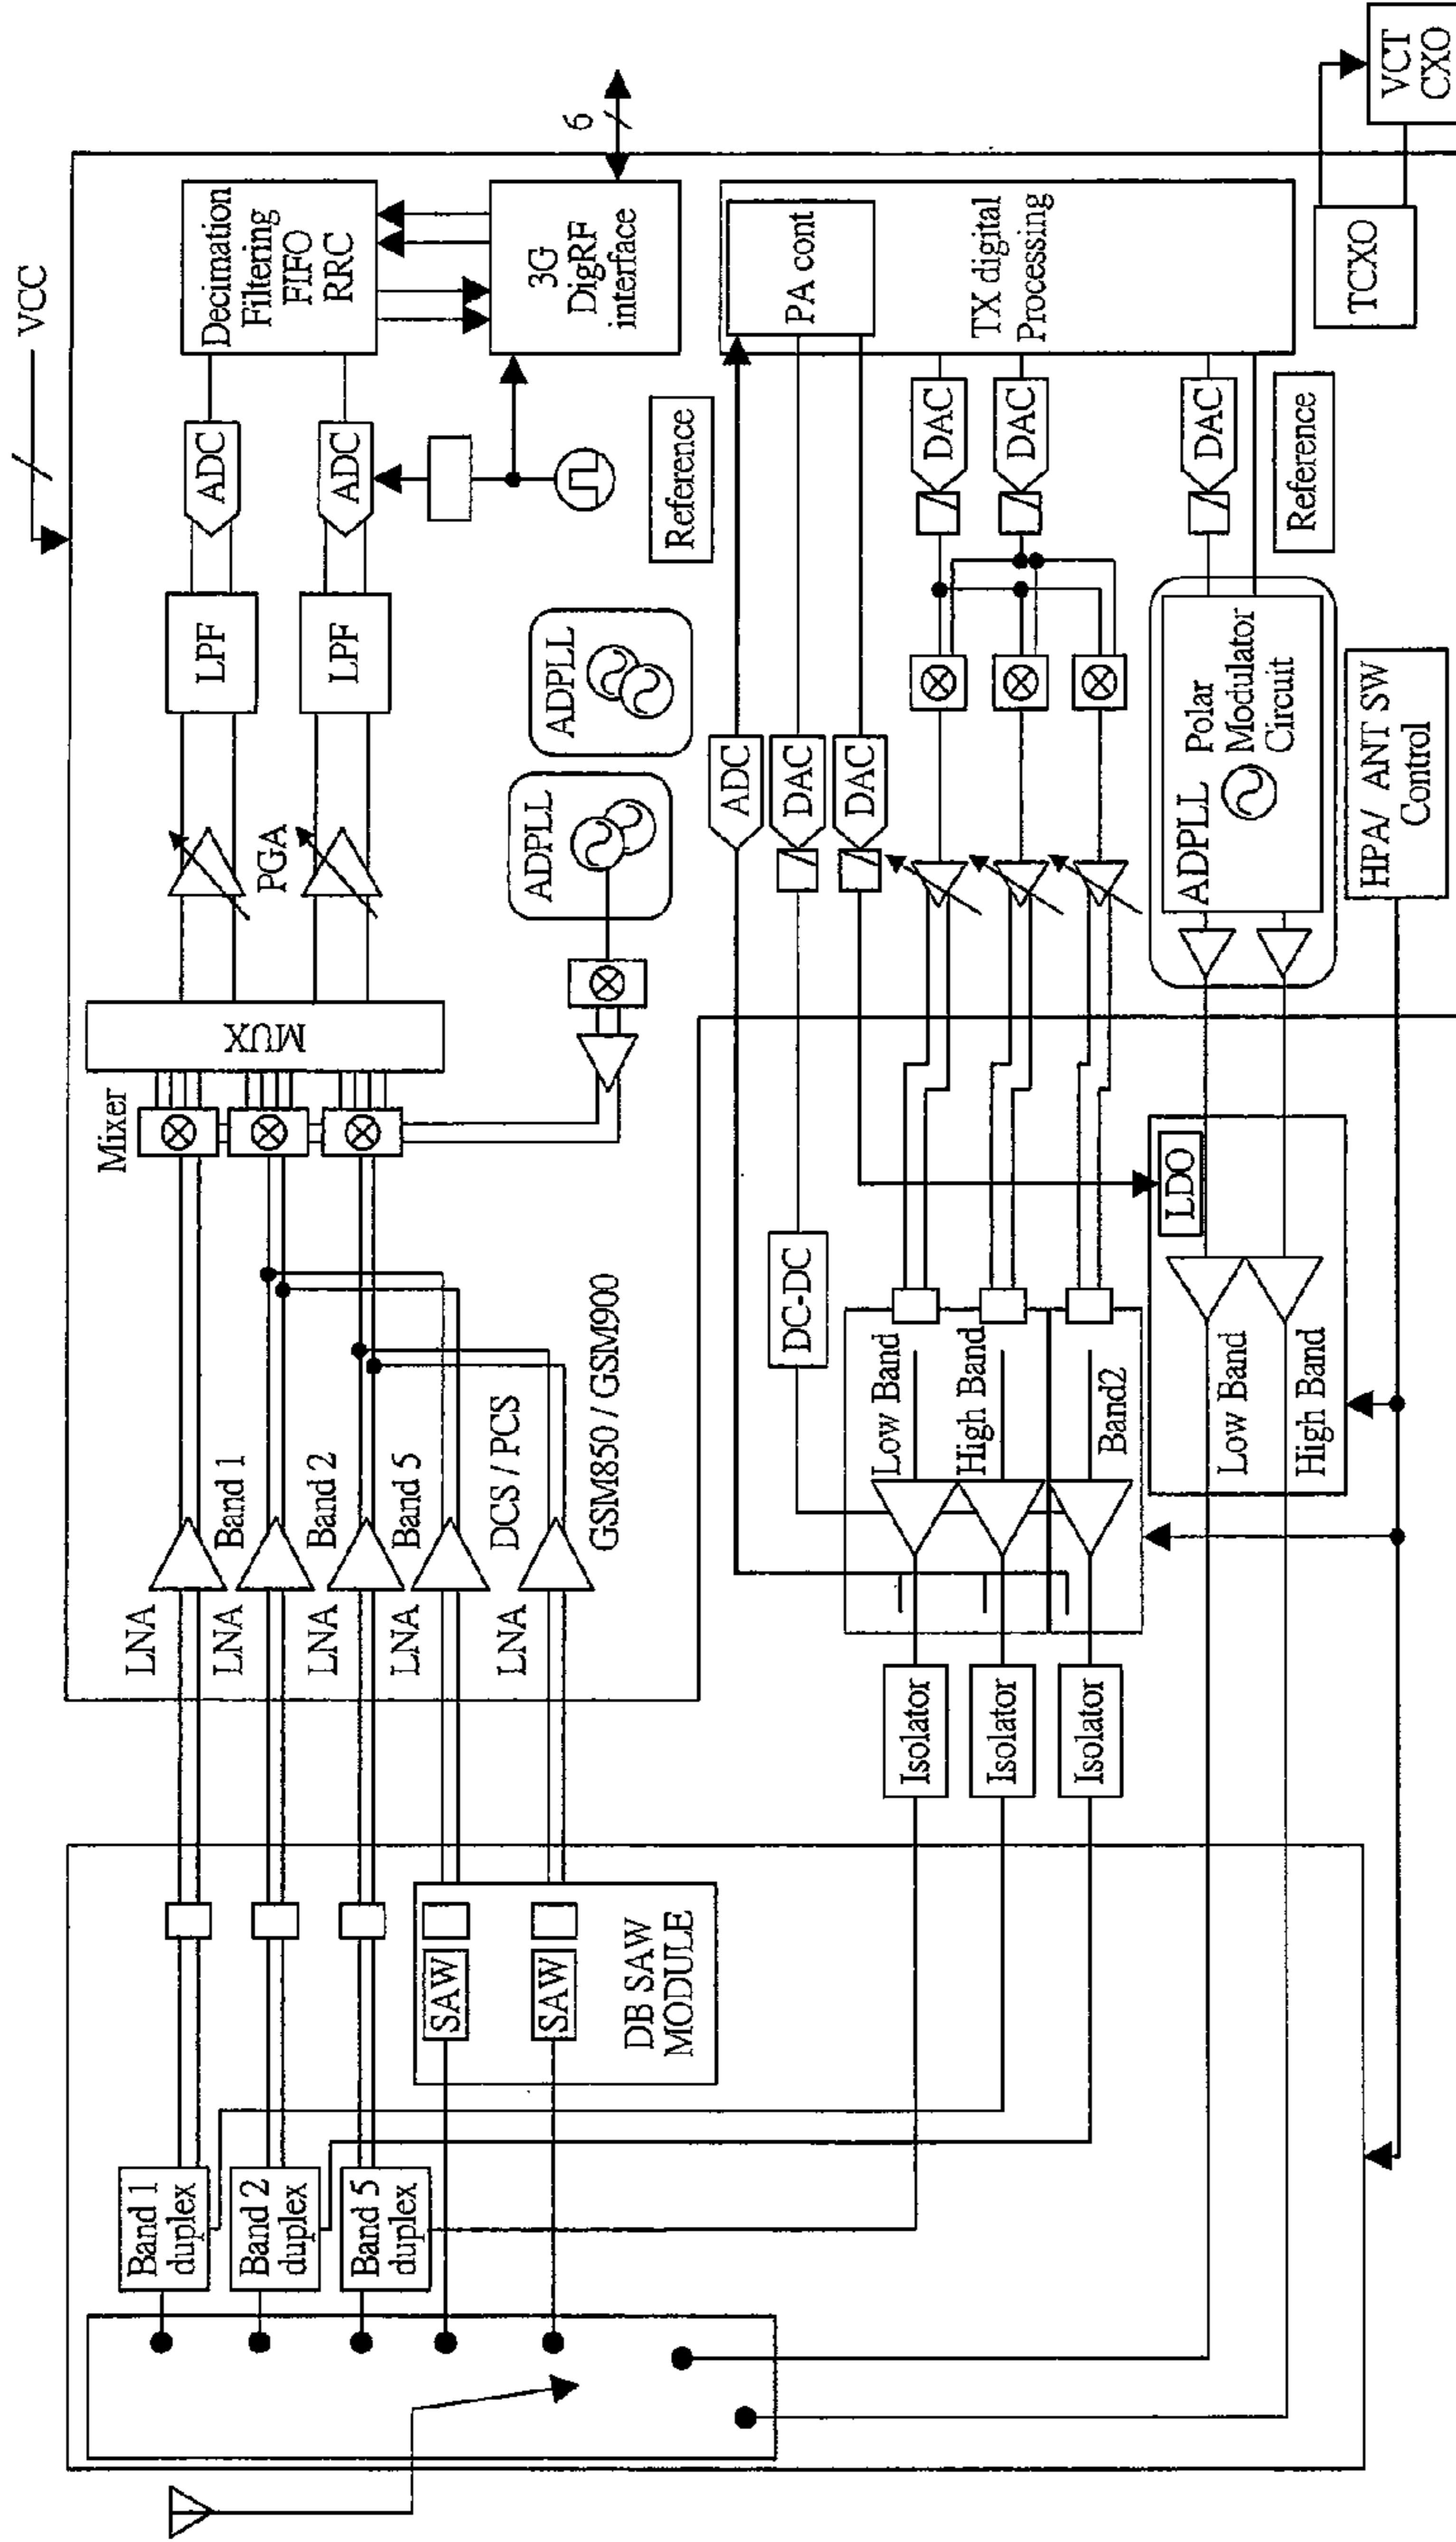 VCC
Decimation
Filtering
FIFO
RRC
3G
DigRF
interface
6
ADC
ADC
LPF
LPF
PGA
MUX
Mixer
ADPLL
ADPLL
Reference
LNA
LNA
LNA
LNA
LNA
Band 1
Band 2
Band 5
DCS / PCS
GSM850 / GSM900
Band 1
duplex
Band 2
duplex
Band 5
duplex
SAW
SAW
DB SAW
MODULE
PA cont
TX digital
Processing
ADC
DAC
DAC
DAC
DAC
DAC
Reference
TCXO
VCT
CXO
ADPLL
Polar
Modulator
Circuit
HPA/ ANT SW
Control
DC-DC
LDO
Low Band
High Band
Band2
Low Band
High Band
Isolator
Isolator
Isolator